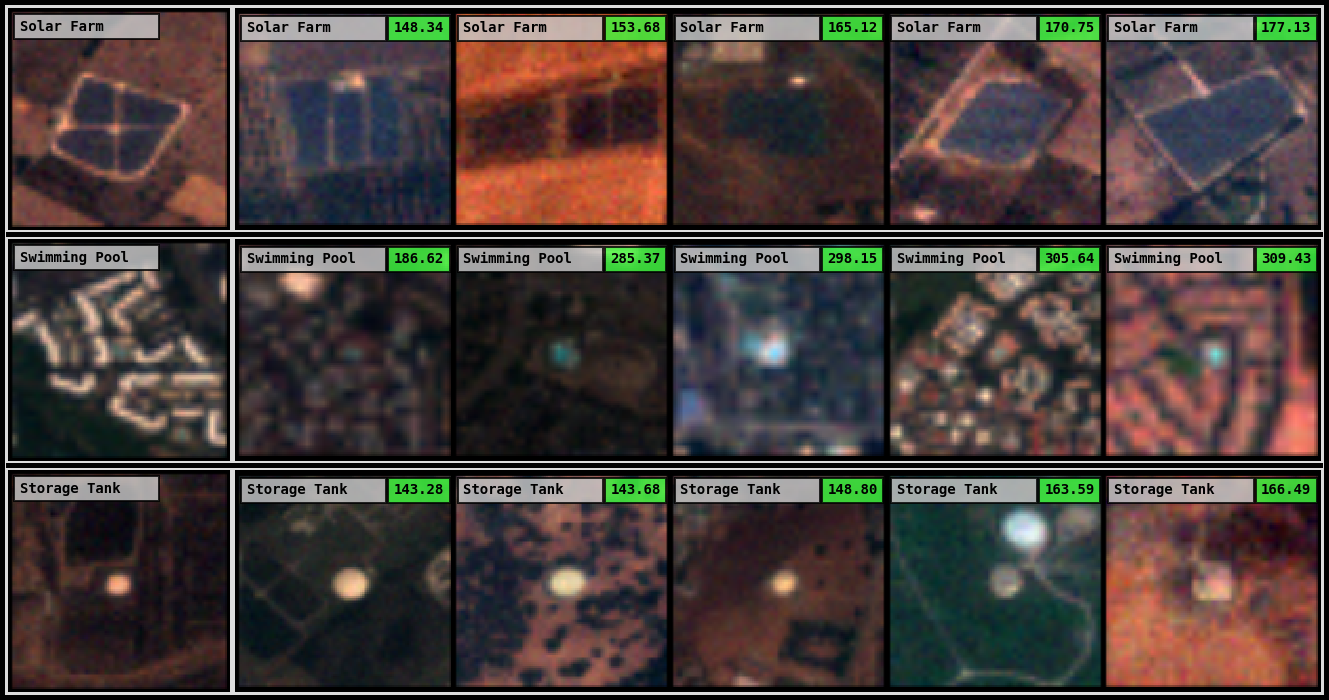 Solar Farm
Solar Farm 148.34
Solar Farm 153.68
Solar Farm 165.12
Solar Farm 170.75
Solar Farm 177.13
Swimming Pool
Swimming Pool 186.62
Swimming Pool 285.37
Swimming Pool 298.15
Swimming Pool 305.64
Swimming Pool 309.43
Storage Tank
Storage Tank 143.28
Storage Tank 143.68
Storage Tank 148.80
Storage Tank 163.59
Storage Tank 166.49